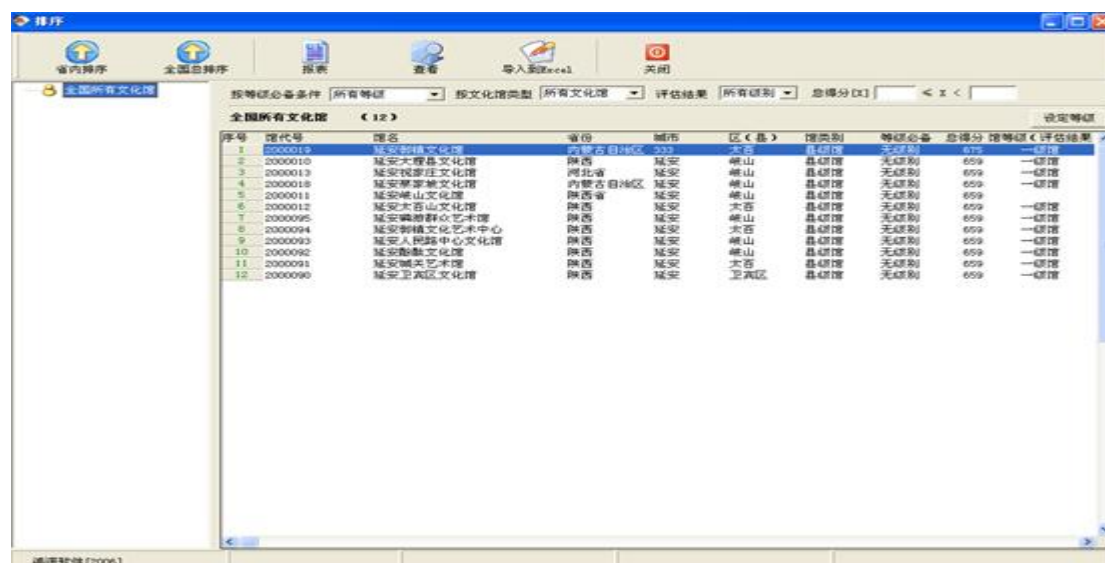 排序
省内排序 全国总排序 报表 查看 导入到Excel 关闭
全国所有文化馆
按等级必备条件 所有等级 按文化馆类型 所有文化馆 评估结果 所有级别 总得分[X] ≤ X <
全国所有文化馆 (12) 设定等级
序号 馆代号 馆名 省份 城市 区(县) 馆类别 等级必备 总得分 馆等级(评估结果
1 2000019 延安 镇文化馆 内蒙古自治区 333 太百 县级馆 无级别 675 一级馆
2 2000010 延安大 县文化馆 陕西 延安 岐山 县级馆 无级别 659 一级馆
3 2000013 延安祝家庄文化馆 河北省 延安 岐山 县级馆 无级别 659 一级馆
4 2000018 延安蔡家坡文化馆 内蒙古自治区 延安 岐山 县级馆 无级别 659 一级馆
5 2000011 延安岐山文化馆 陕西省 延安 岐山 县级馆 无级别 659
6 2000012 延安太百山文化馆 陕西 延安 太百 县级馆 无级别 659 一级馆
7 2000095 延安麟游群众艺术馆 陕西 延安 岐山 县级馆 无级别 659 一级馆
8 2000094 延安 镇文化艺术中心 陕西 延安 太百 县级馆 无级别 659 一级馆
9 2000093 延安人民路中心文化馆 陕西 延安 岐山 县级馆 无级别 659 一级馆
10 2000092 延安 文化馆 陕西 延安 岐山 县级馆 无级别 659 一级馆
11 2000091 延安城关艺术馆 陕西 延安 太百 县级馆 无级别 659 一级馆
12 2000090 延安卫宾区文化馆 陕西 延安 卫宾区 县级馆 无级别 659 一级馆
软件[2006]